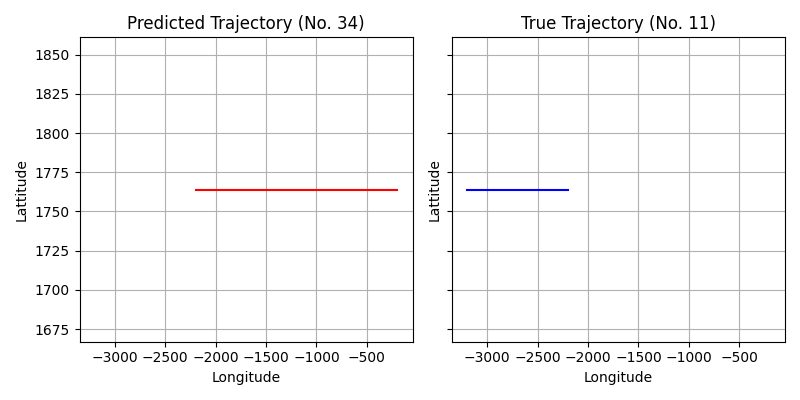 Predicted Trajectory (No. 34)
True Trajectory (No. 11)
1850
1825
1800
1775
1750
1725
1700
1675
Lattitude
Lattitude
−3000 −2500 −2000 −1500 −1000 −500
−3000 −2500 −2000 −1500 −1000 −500
Longitude
Longitude